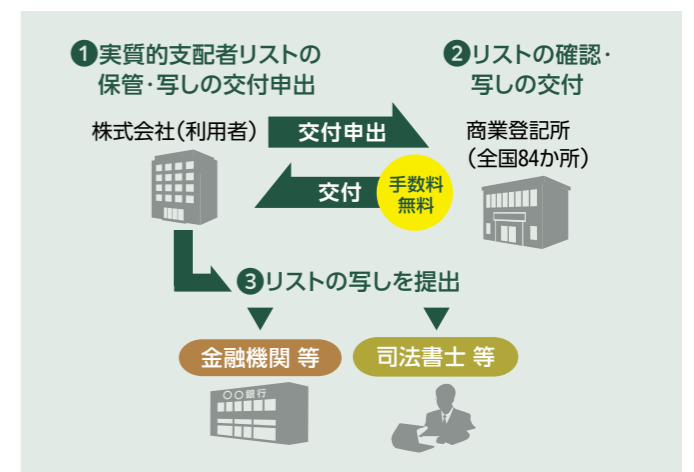 ❶実質的支配者リストの
保管・写しの交付申出
❷リストの確認・
写しの交付
株式会社(利用者)
交付申出
商業登記所
(全国84か所)
交付
手数料
無料
❸リストの写しを提出
金融機関 等
司法書士 等
〇〇銀行